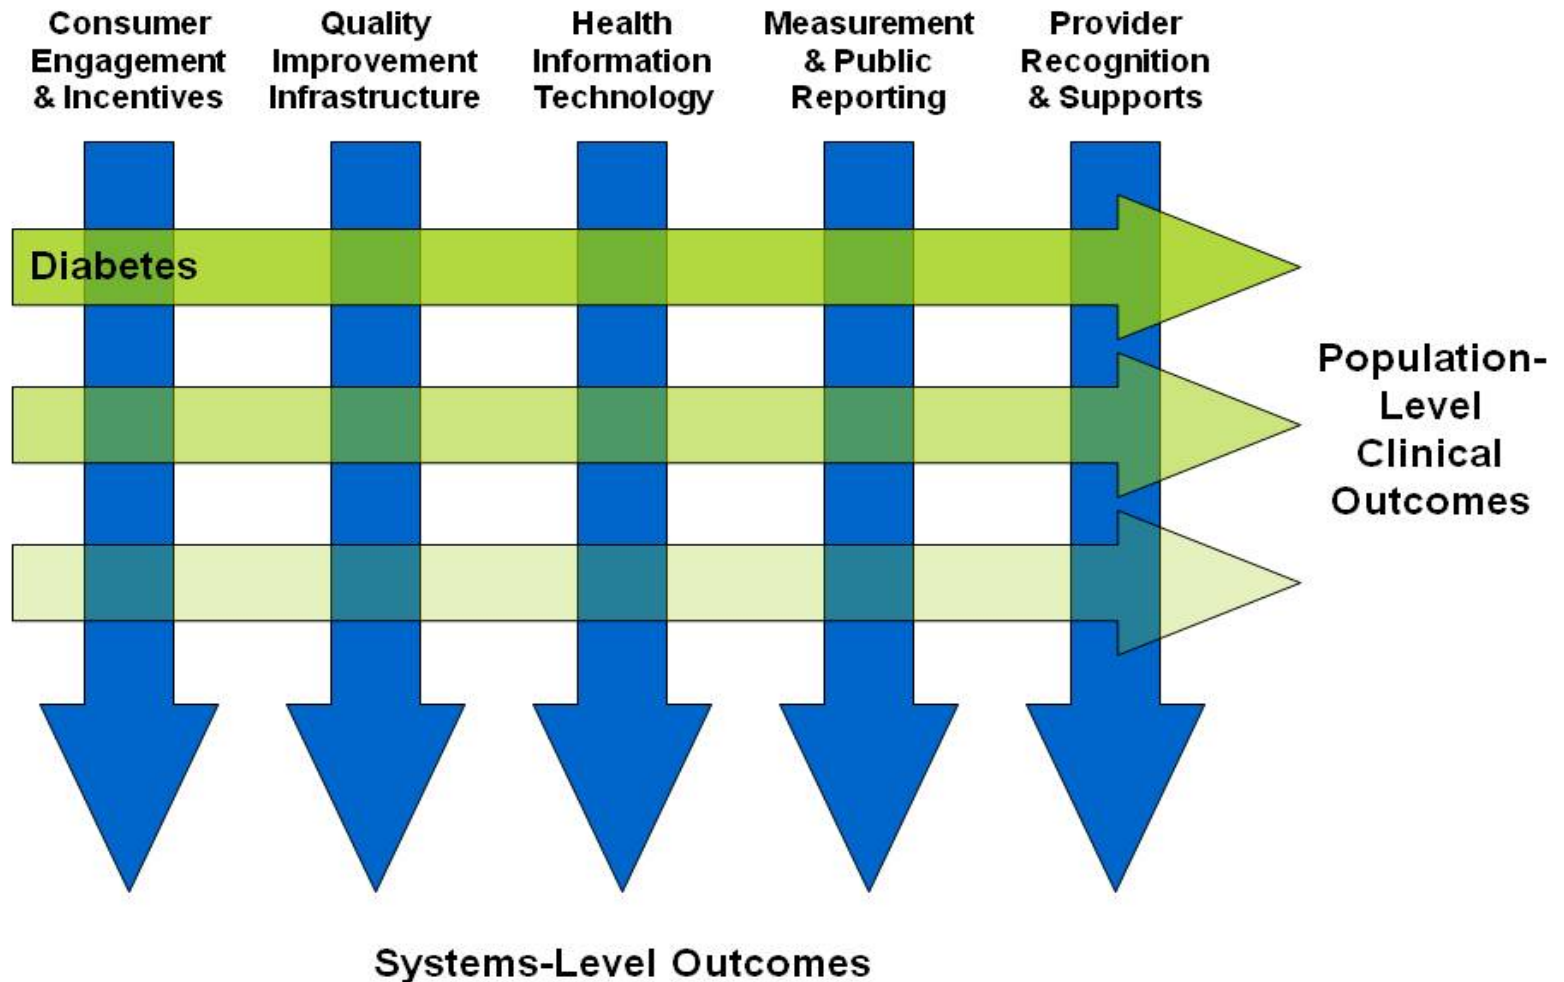 Consumer
Engagement
& Incentives
Quality
Improvement
Infrastructure
Health
Information
Technology
Measurement
& Public
Reporting
Provider
Recognition
& Supports
Diabetes
Population-
Level
Clinical
Outcomes
Systems-Level Outcomes